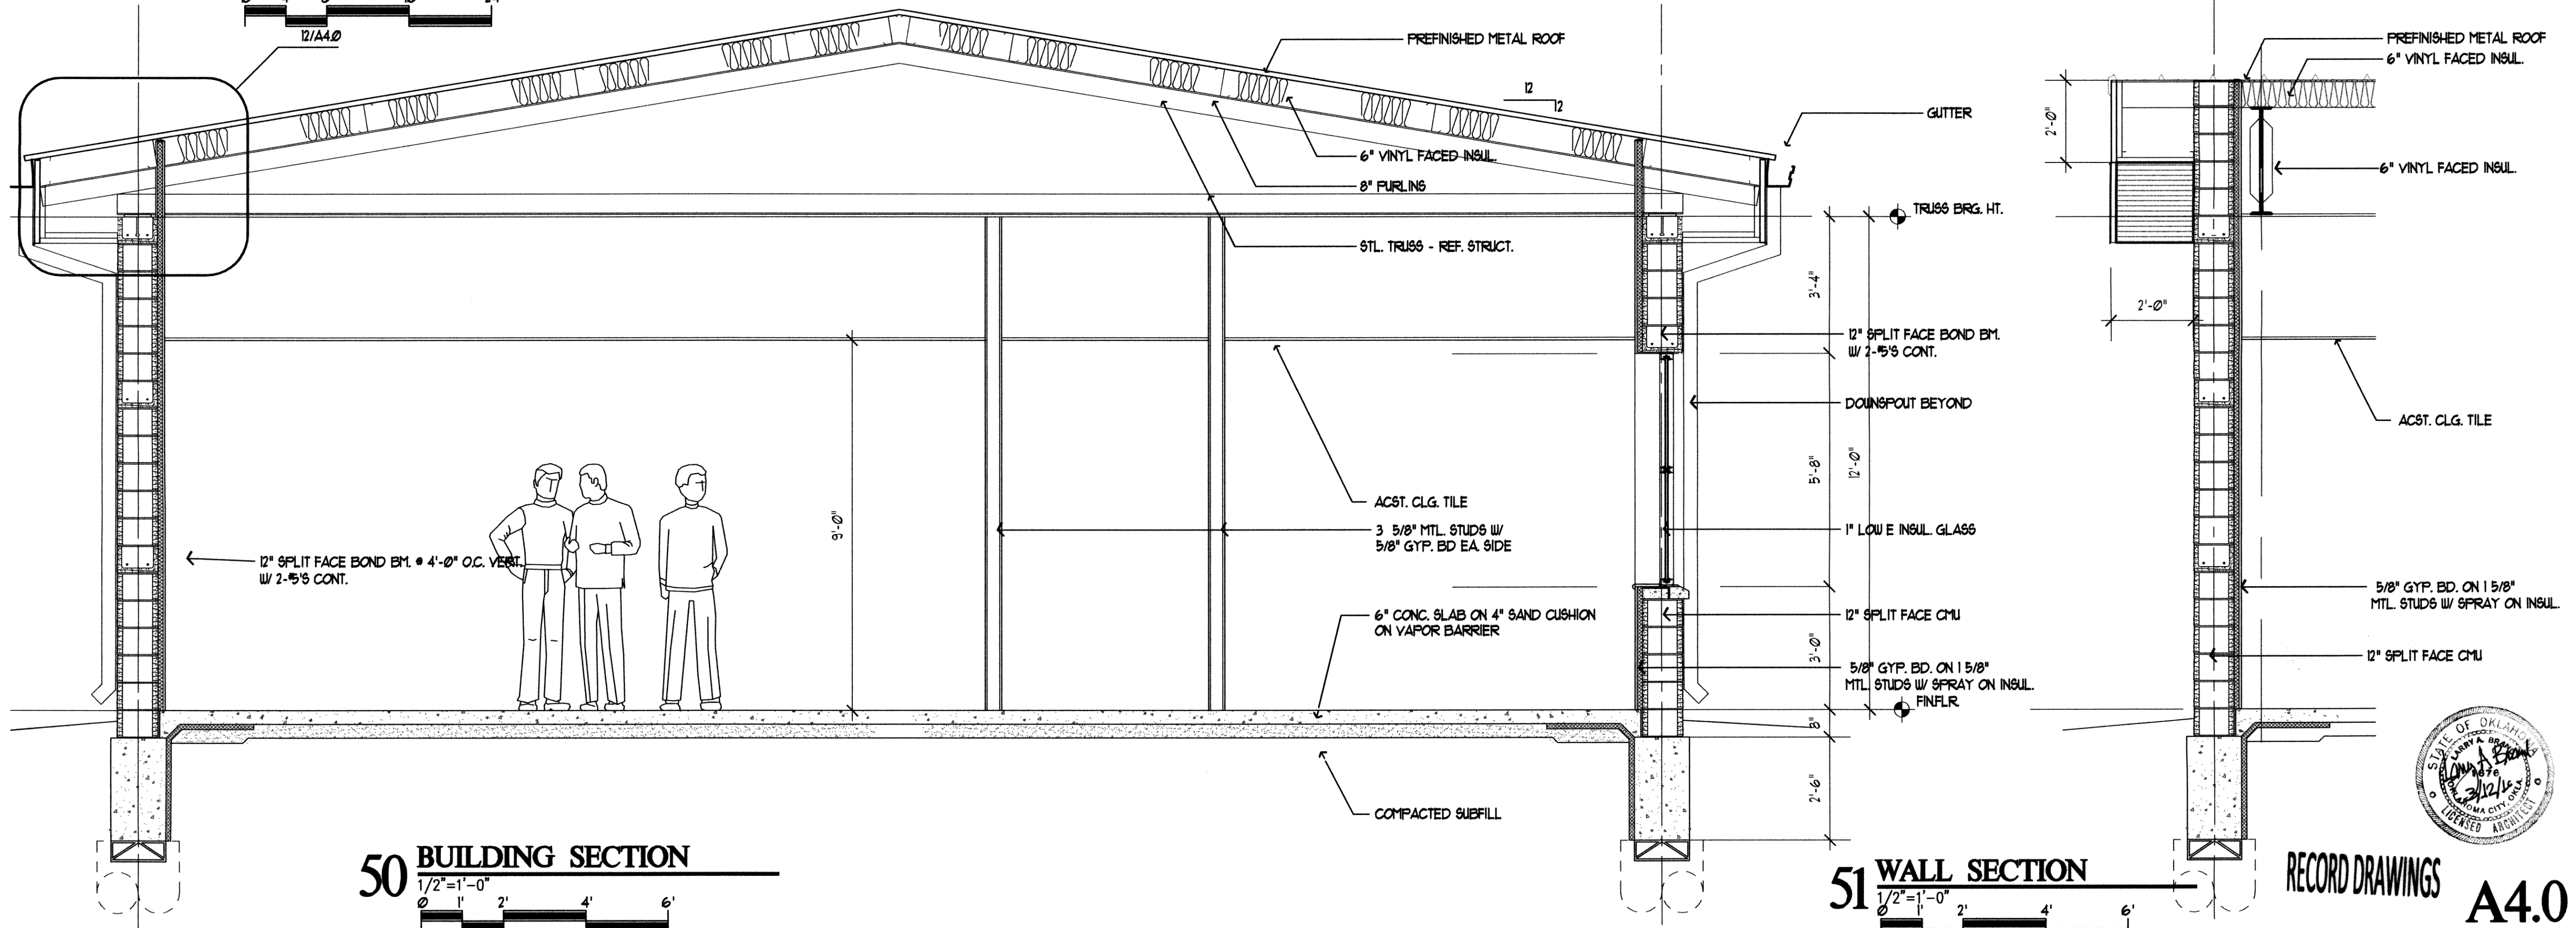 12/A4.0
PREFINISHED METAL ROOF
12
12
GUTTER
6" VINYL FACED INSUL.
8" PURLINS
STL. TRUSS - REF. STRUCT.
TRUSS BRG. HT.
3'-4"
12" SPLIT FACE BOND BM.
W/ 2-#5'S CONT.
DOWNSPOUT BEYOND
5'-8"
12'-0"
ACST. CLG. TILE
9'-0"
3 5/8" MTL. STUDS W/
5/8" GYP. BD EA. SIDE
1" LOW E INSUL. GLASS
12" SPLIT FACE BOND BM. @ 4'-0" O.C. VERT.
W/ 2-#5'S CONT.
6" CONC. SLAB ON 4" SAND CUSHION
ON VAPOR BARRIER
12" SPLIT FACE CMU
3'-0"
5/8" GYP. BD. ON 1 5/8"
MTL. STUDS W/ SPRAY ON INSUL.
FIN.FLR.
8"
2'-6"
COMPACTED SUBFILL
50 BUILDING SECTION
1/2"=1'-0"
0 1' 2' 4' 6'
PREFINISHED METAL ROOF
6" VINYL FACED INSUL.
2'-0"
6" VINYL FACED INSUL.
2'-0"
ACST. CLG. TILE
5/8" GYP. BD. ON 1 5/8"
MTL. STUDS W/ SPRAY ON INSUL.
12" SPLIT FACE CMU
51 WALL SECTION
1/2"=1'-0"
0 1' 2' 4' 6'
STATE OF OKLAHOMA
LARRY A.
3/12/16
OKLAHOMA CITY, OKLA.
LICENSED ARCHITECT
RECORD DRAWINGS
A4.0